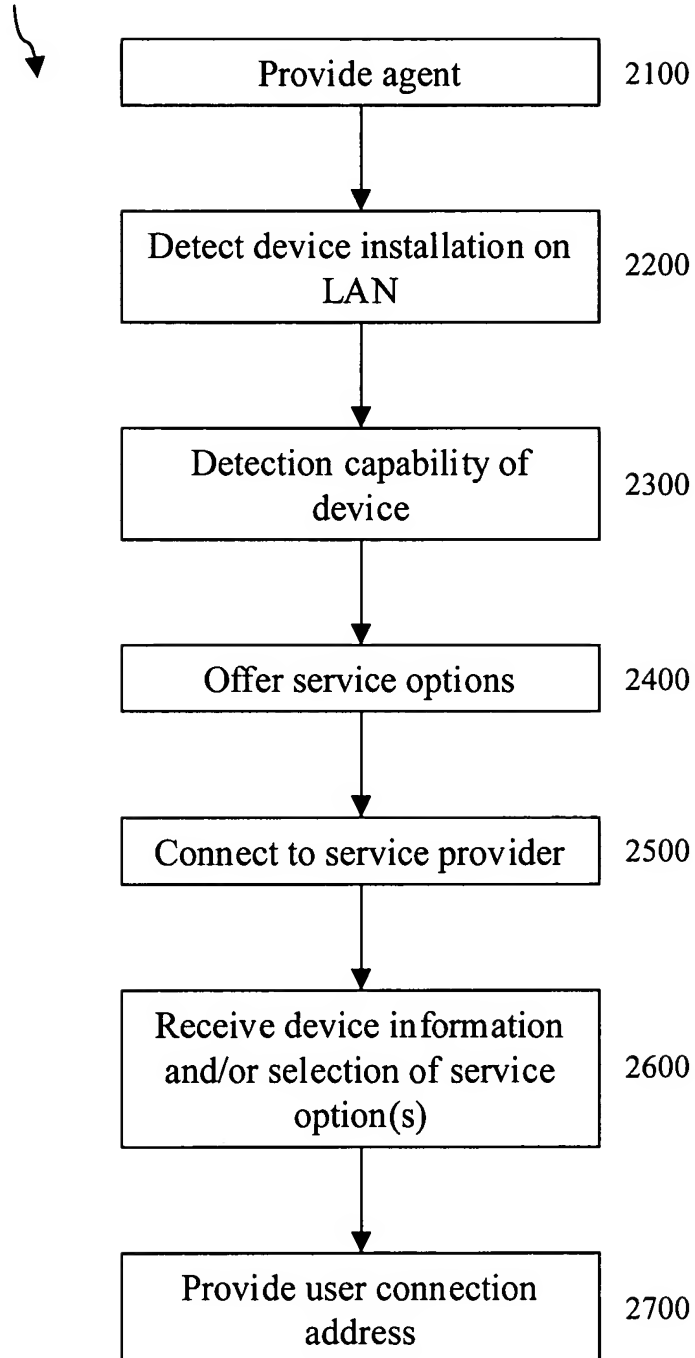 Provide agent
2100
Detect device installation on
LAN
2200
Detection capability of
device
2300
Offer service options
2400
Connect to service provider
2500
Receive device information
and/or selection of service
option(s)
2600
Provide user connection
address
2700